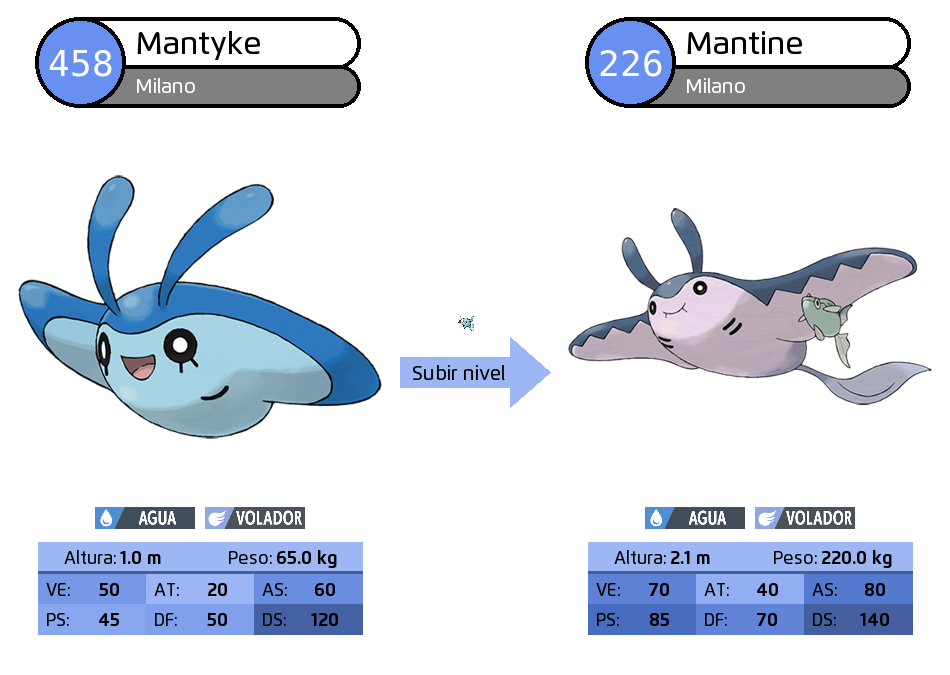 458 Mantyke
Milano
226 Mantine
Milano
Subir nivel
AGUA VOLADOR
Altura: 1.0 m Peso: 65.0 kg
VE: 50 AT: 20 AS: 60
PS: 45 DF: 50 DS: 120
AGUA VOLADOR
Altura: 2.1 m Peso: 220.0 kg
VE: 70 AT: 40 AS: 80
PS: 85 DF: 70 DS: 140